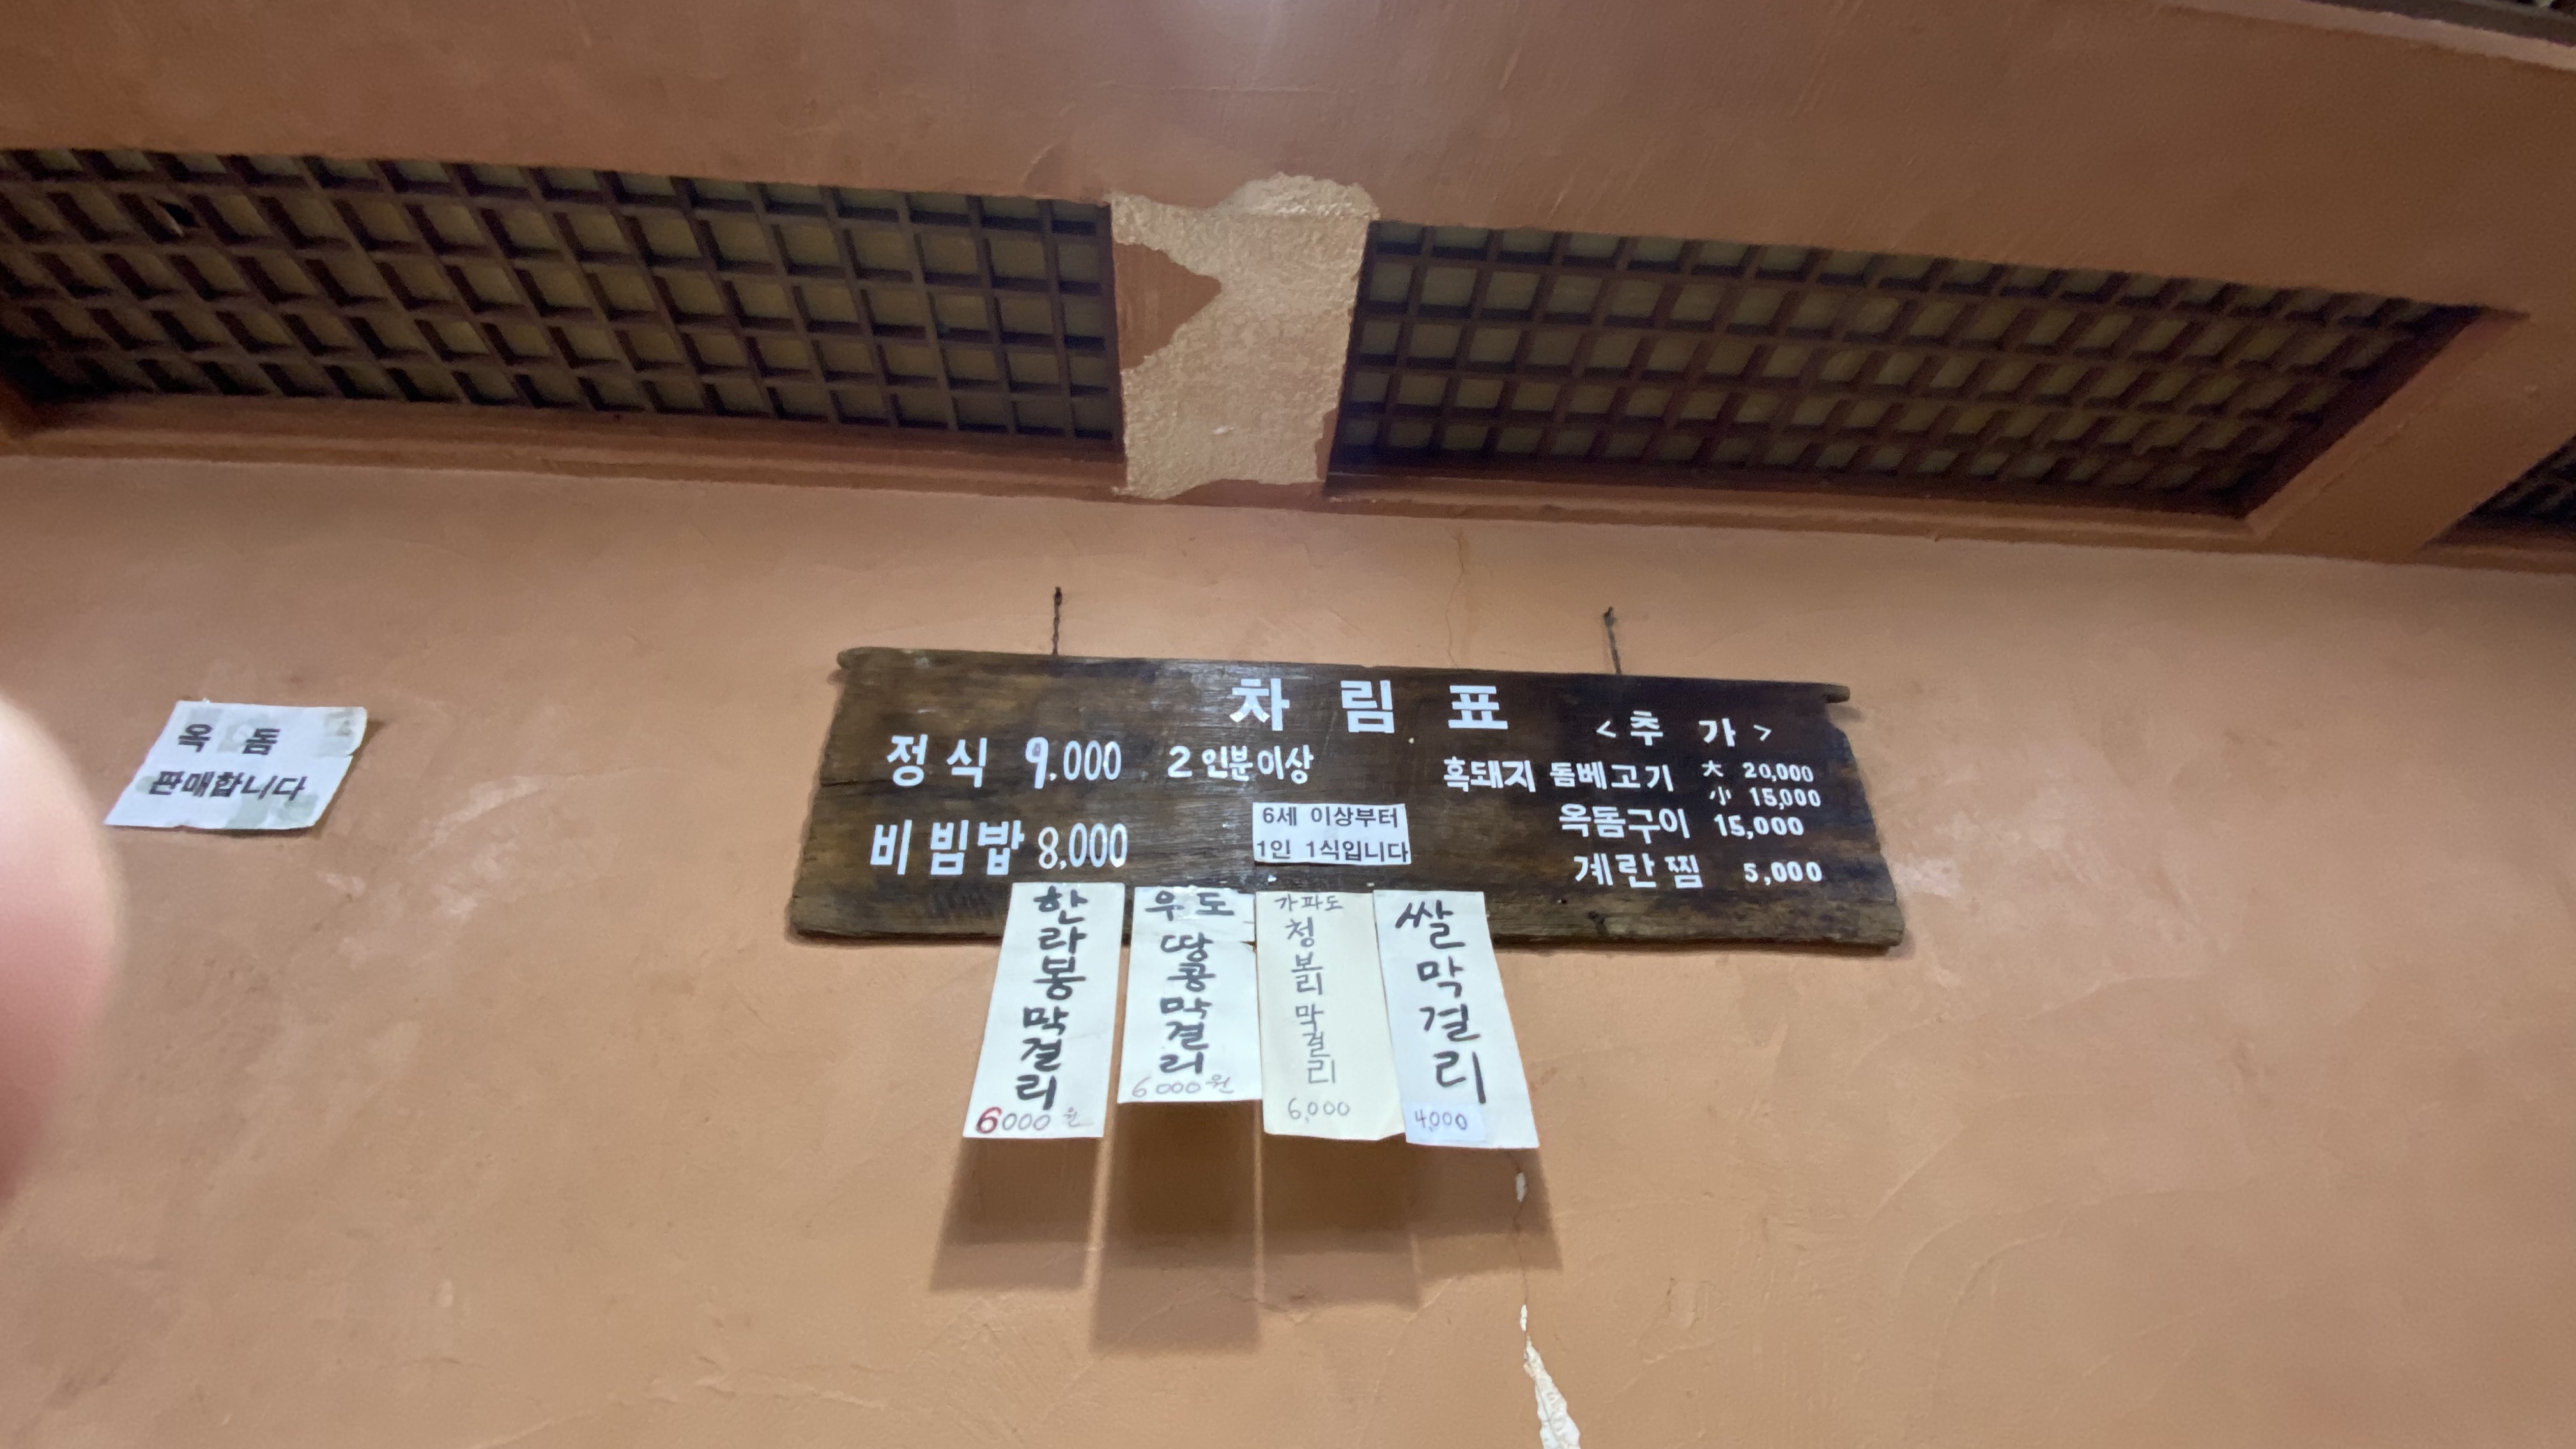 옥 돔
판매합니다
차 림 표
정식 9,000 2인분이상
비빔밥 8,000
6세 이상부터
1인 1식입니다
<추 가>
흑돼지 돔베고기 大 20,000
小 15,000
옥돔구이 15,000
계란찜 5,000
한라봉막걸리
6000원
우도
땅콩막걸리
6000원
가파도
청보리막걸리
6,000
쌀막걸리
4,000